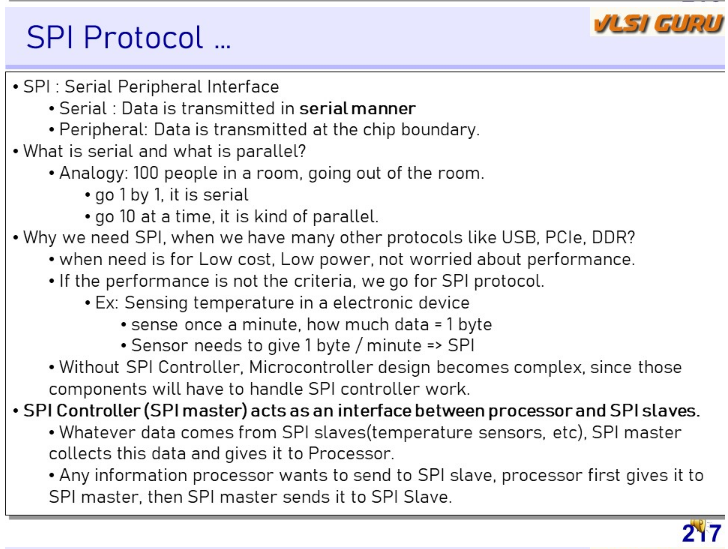 SPI Protocol ...
VLSI GURU
• SPI : Serial Peripheral Interface
• Serial : Data is transmitted in serial manner
• Peripheral: Data is transmitted at the chip boundary.
• What is serial and what is parallel?
• Analogy: 100 people in a room, going out of the room.
• go 1 by 1, it is serial
• go 10 at a time, it is kind of parallel.
• Why we need SPI, when we have many other protocols like USB, PCIe, DDR?
• when need is for Low cost, Low power, not worried about performance.
• If the performance is not the criteria, we go for SPI protocol.
• Ex: Sensing temperature in a electronic device
• sense once a minute, how much data = 1 byte
• Sensor needs to give 1 byte / minute => SPI
• Without SPI Controller, Microcontroller design becomes complex, since those
components will have to handle SPI controller work.
• SPI Controller (SPI master) acts as an interface between processor and SPI slaves.
• Whatever data comes from SPI slaves(temperature sensors, etc), SPI master
collects this data and gives it to Processor.
• Any information processor wants to send to SPI slave, processor first gives it to
SPI master, then SPI master sends it to SPI Slave.
217